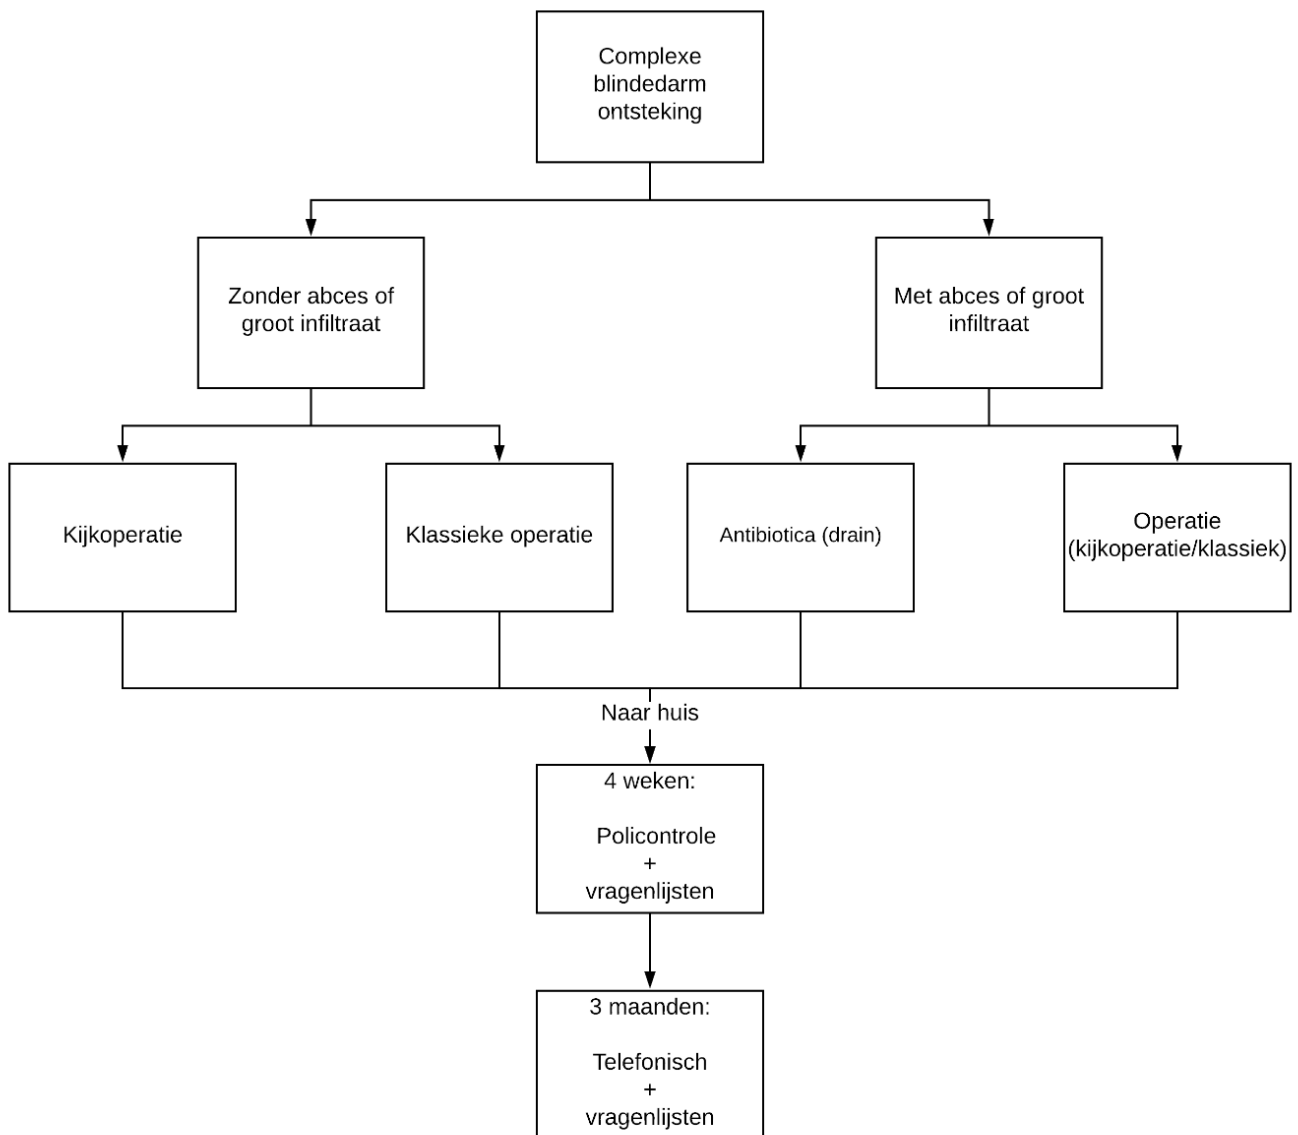 Complexe
blindedarm
ontsteking
Zonder abces of
groot infiltraat
Met abces of groot
infiltraat
Kijkoperatie
Klassieke operatie
Antibiotica (drain)
Operatie
(kijkoperatie/klassiek)
Naar huis
4 weken:
Policontrole
+
vragenlijsten
3 maanden:
Telefonisch
+
vragenlijsten